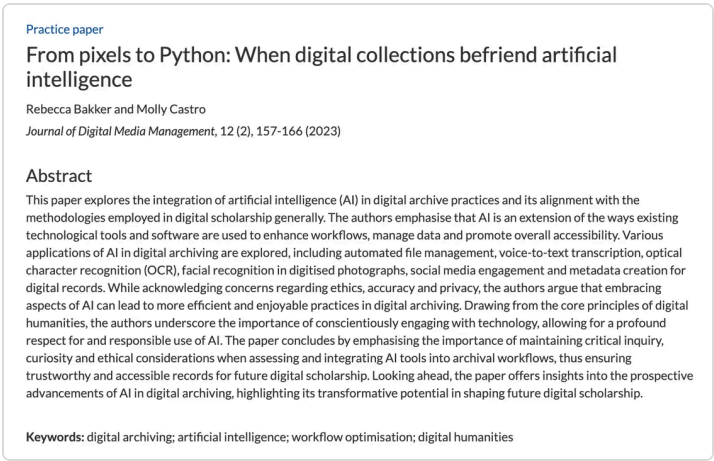 Practice paper
From pixels to Python: When digital collections befriend artificial
intelligence
Rebecca Bakker and Molly Castro
Journal of Digital Media Management, 12 (2), 157-166 (2023)
Abstract
This paper explores the integration of artificial intelligence (AI) in digital archive practices and its alignment with the
methodologies employed in digital scholarship generally. The authors emphasise that AI is an extension of the ways existing
technological tools and software are used to enhance workflows, manage data and promote overall accessibility. Various
applications of AI in digital archiving are explored, including automated file management, voice-to-text transcription, optical
character recognition (OCR), facial recognition in digitised photographs, social media engagement and metadata creation for
digital records. While acknowledging concerns regarding ethics, accuracy and privacy, the authors argue that embracing
aspects of AI can lead to more efficient and enjoyable practices in digital archiving. Drawing from the core principles of digital
humanities, the authors underscore the importance of conscientiously engaging with technology, allowing for a profound
respect for and responsible use of AI. The paper concludes by emphasising the importance of maintaining critical inquiry,
curiosity and ethical considerations when assessing and integrating AI tools into archival workflows, thus ensuring
trustworthy and accessible records for future digital scholarship. Looking ahead, the paper offers insights into the prospective
advancements of AI in digital archiving, highlighting its transformative potential in shaping future digital scholarship.
Keywords: digital archiving; artificial intelligence; workflow optimisation; digital humanities